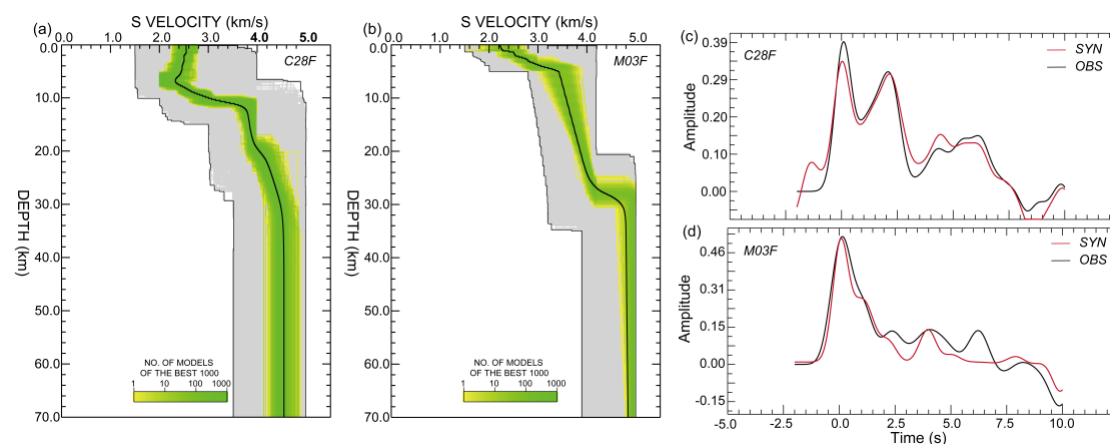 (a)
S VELOCITY (km/s)
0.0 1.0 2.0 3.0 4.0 5.0
C28F
0.0
10.0
20.0
30.0
40.0
50.0
60.0
70.0
DEPTH (km)
NO. OF MODELS
OF THE BEST 1000
1 10 100 1000
(b)
S VELOCITY (km/s)
0.0 1.0 2.0 3.0 4.0 5.0
M03F
0.0
10.0
20.0
30.0
40.0
50.0
60.0
70.0
DEPTH (km)
NO. OF MODELS
OF THE BEST 1000
1 10 100 1000
(c)
C28F
SYN
OBS
Amplitude
0.39
0.29
0.20
0.10
0.00
(d)
M03F
SYN
OBS
Amplitude
0.46
0.31
0.15
0.00
-0.15
-5.0 0.0 2.5 5.0 7.5 10.0
Time (s)